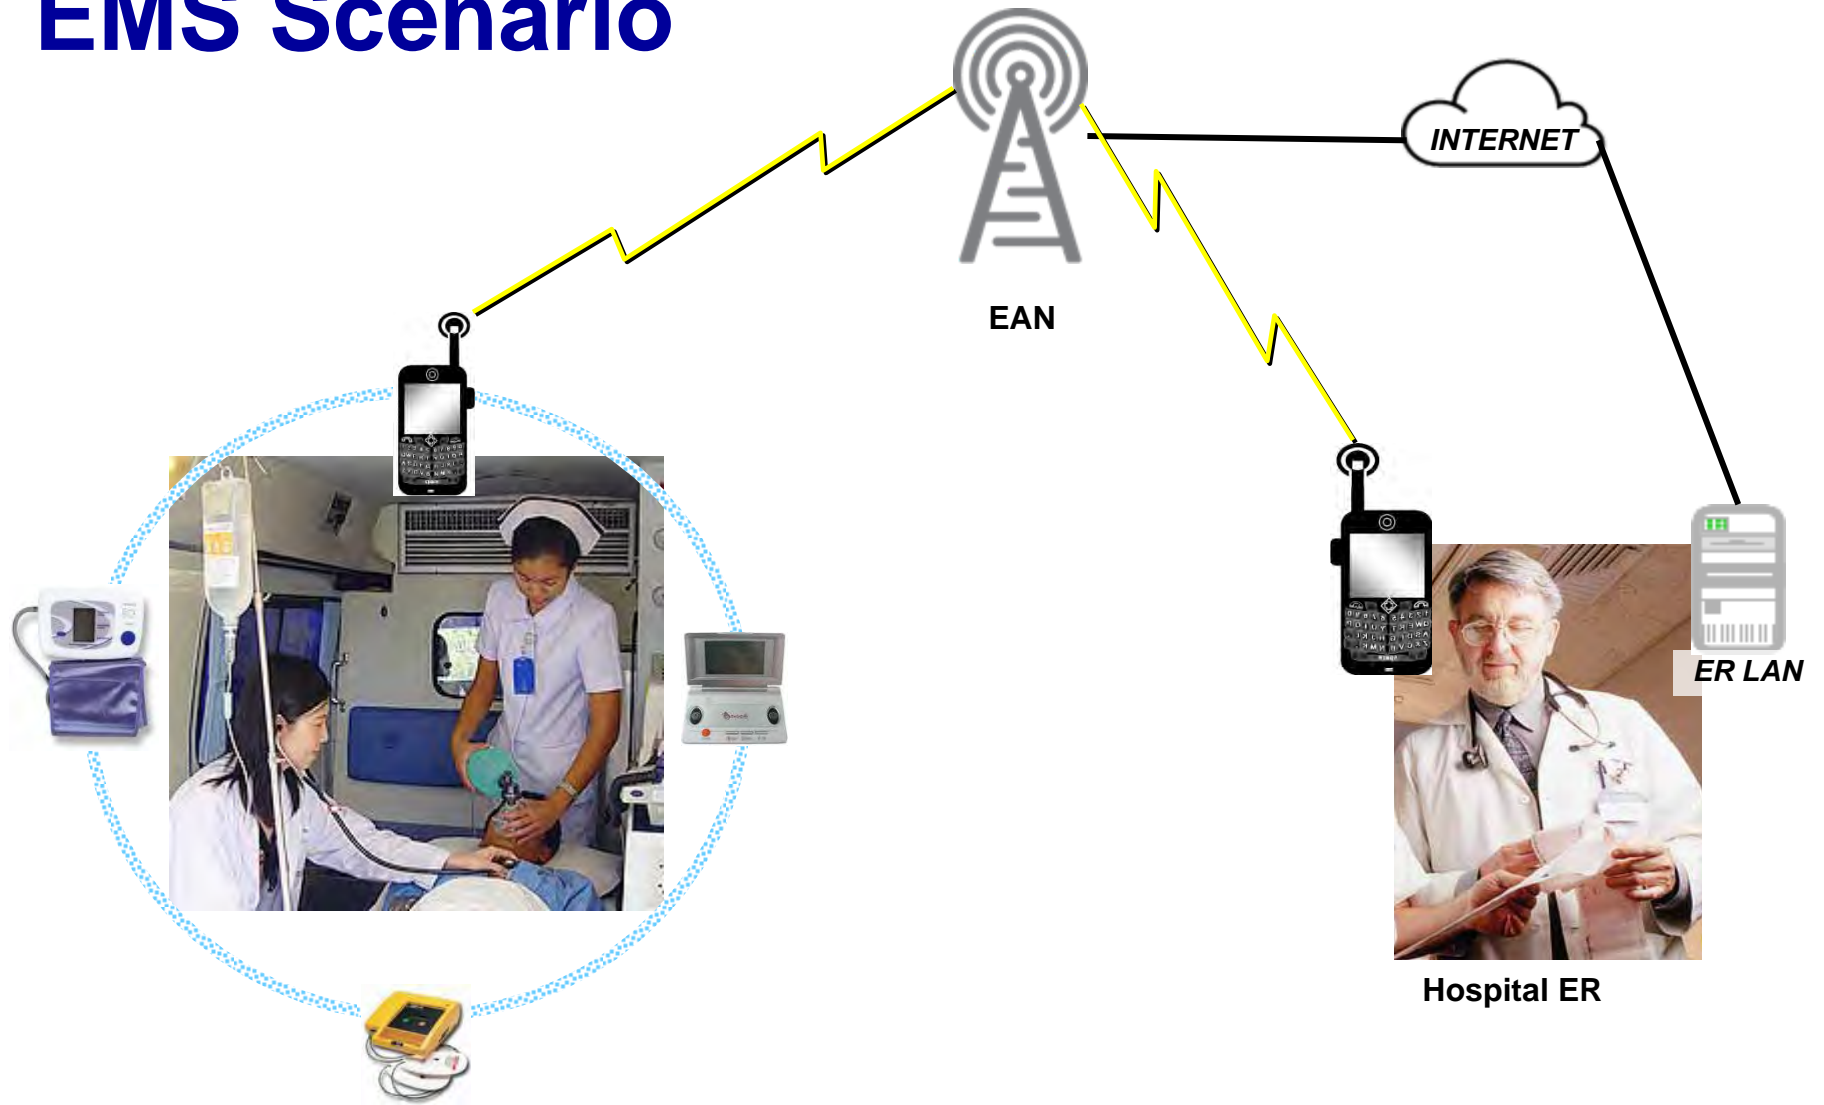 EMS Scenario
INTERNET
EAN
ER LAN
Hospital ER